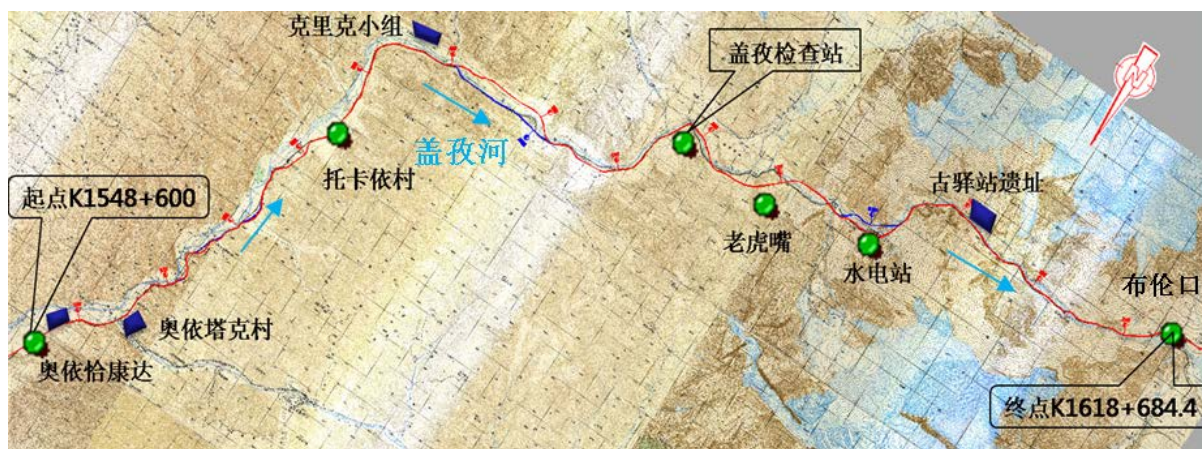 克里克小组
盖孜检查站
盖孜河
托卡依村
古驿站遗址
起点K1548+600
老虎嘴
水电站
布伦口
奥依塔克村
奥依恰康达
终点K1618+684.4